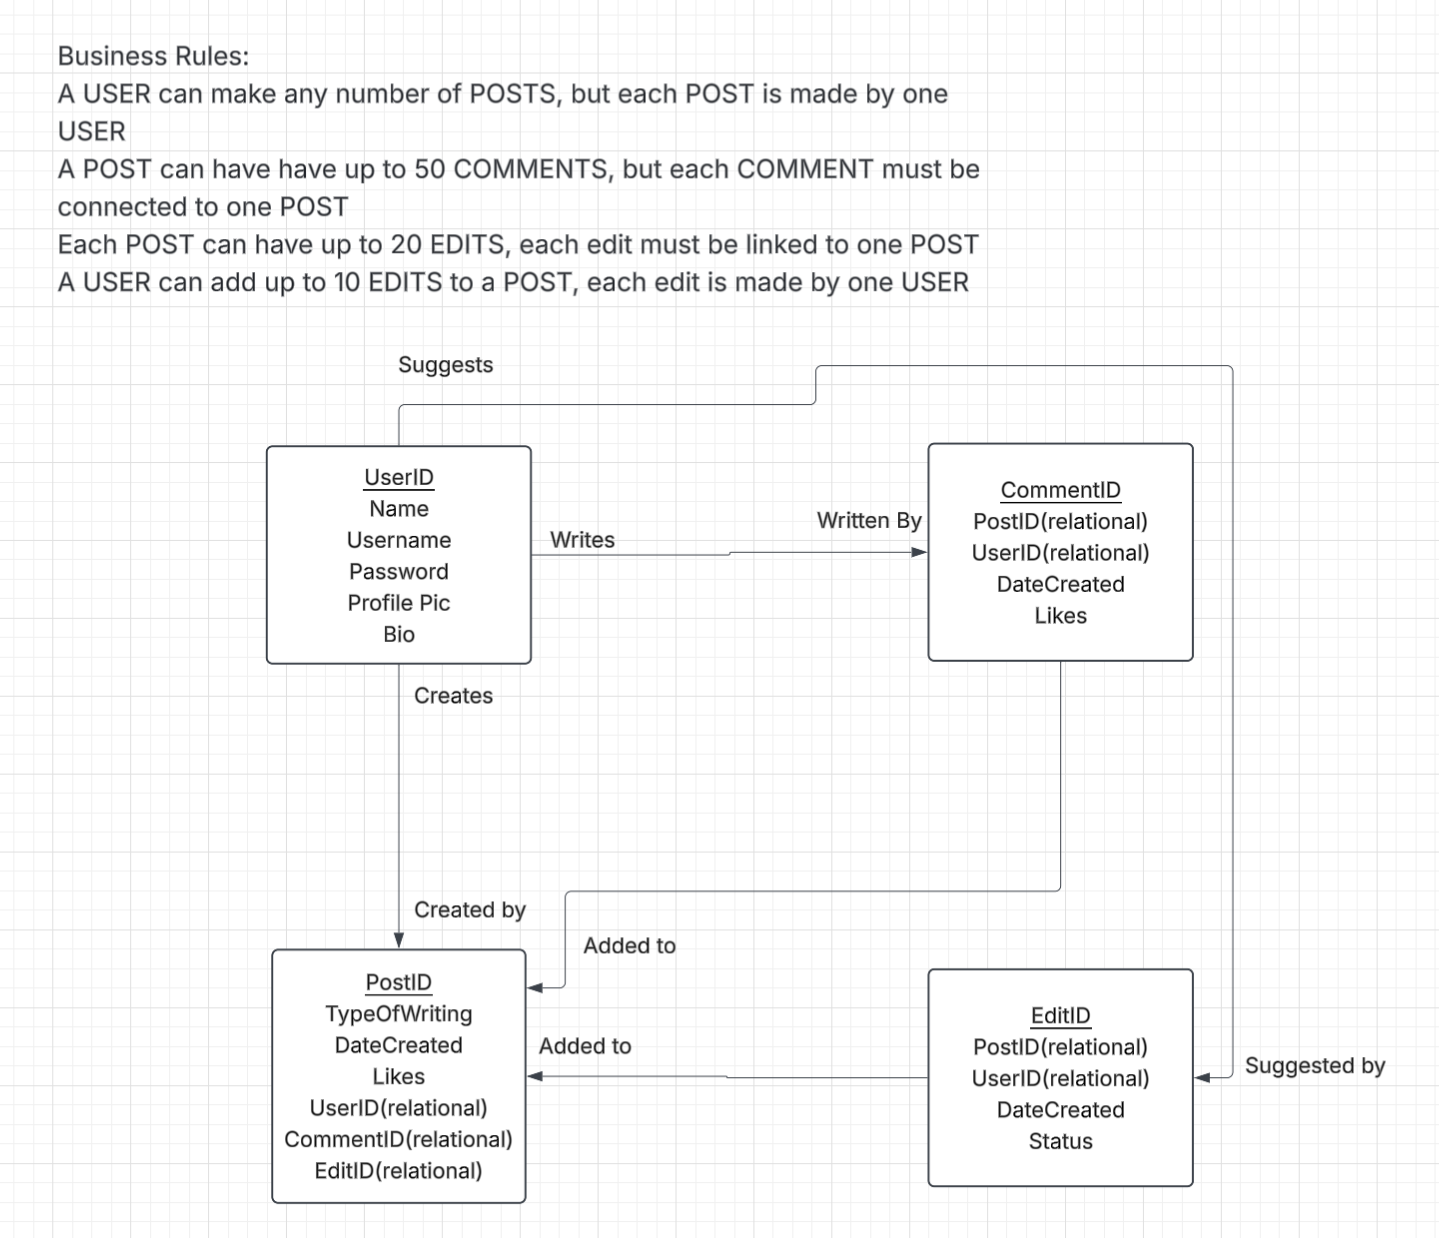 Business Rules:
A USER can make any number of POSTS, but each POST is made by one
USER
A POST can have have up to 50 COMMENTS, but each COMMENT must be
connected to one POST
Each POST can have up to 20 EDITS, each edit must be linked to one POST
A USER can add up to 10 EDITS to a POST, each edit is made by one USER
Suggests
UserID
Name
Username
Password
Profile Pic
Bio
Writes
Written By
CommentID
PostID(relational)
UserID(relational)
DateCreated
Likes
Creates
Created by
Added to
PostID
TypeOfWriting
DateCreated
Likes
UserID(relational)
CommentID(relational)
EditID(relational)
Added to
EditID
PostID(relational)
UserID(relational)
DateCreated
Status
Suggested by